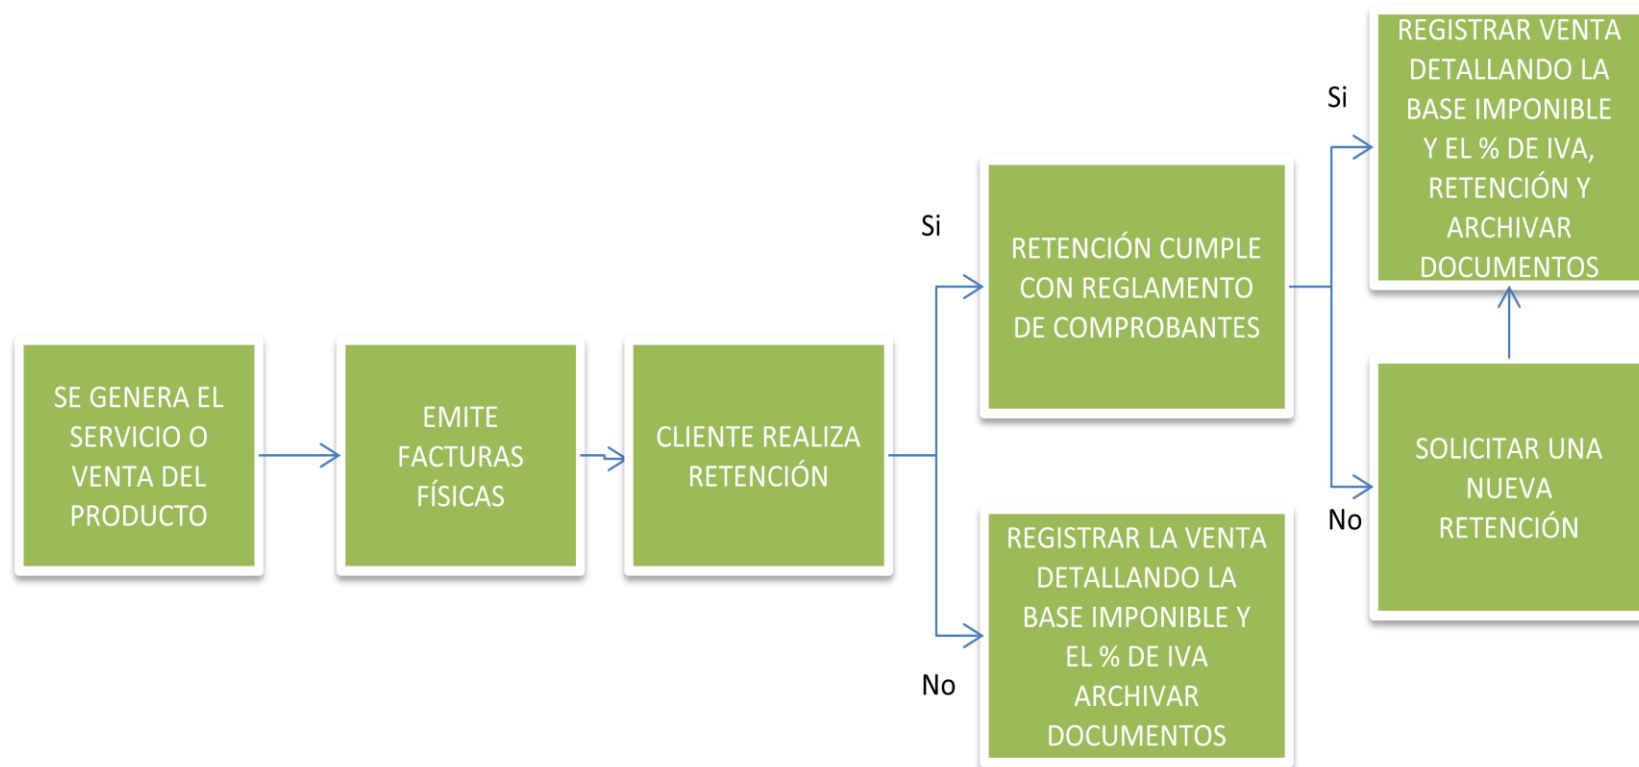 SE GENERA EL
SERVICIO O
VENTA DEL
PRODUCTO
EMITE
FACTURAS
FÍSICAS
CLIENTE REALIZA
RETENCIÓN
Si
RETENCIÓN CUMPLE
CON REGLAMENTO
DE COMPROBANTES
No
REGISTRAR LA VENTA
DETALLANDO LA
BASE IMPONIBLE Y
EL % DE IVA
ARCHIVAR
DOCUMENTOS
Si
REGISTRAR VENTA
DETALLANDO LA
BASE IMPONIBLE
Y EL % DE IVA,
RETENCIÓN Y
ARCHIVAR
DOCUMENTOS
No
SOLICITAR UNA
NUEVA
RETENCIÓN